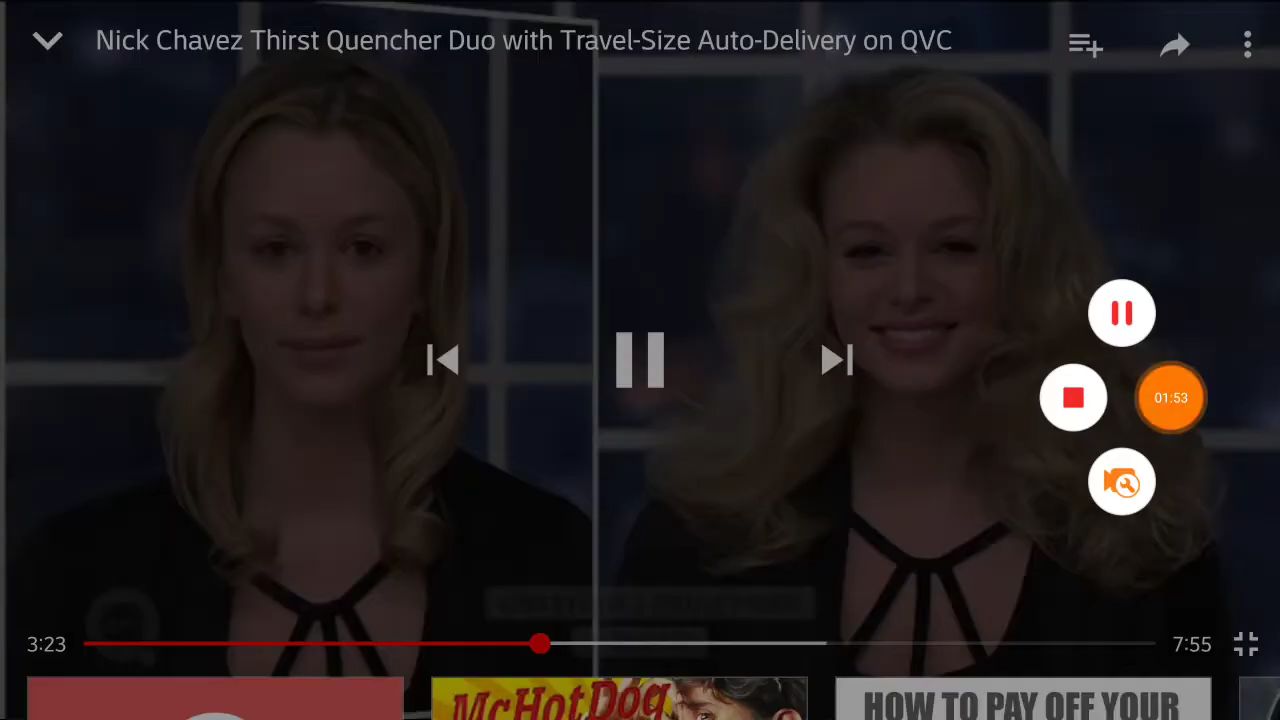 Nick Chavez Thirst Quencher Duo with Travel-Size Auto-Delivery on QVC
01:53
3:23
7:55
McHotDog
HOW TO PAY OFF YOUR